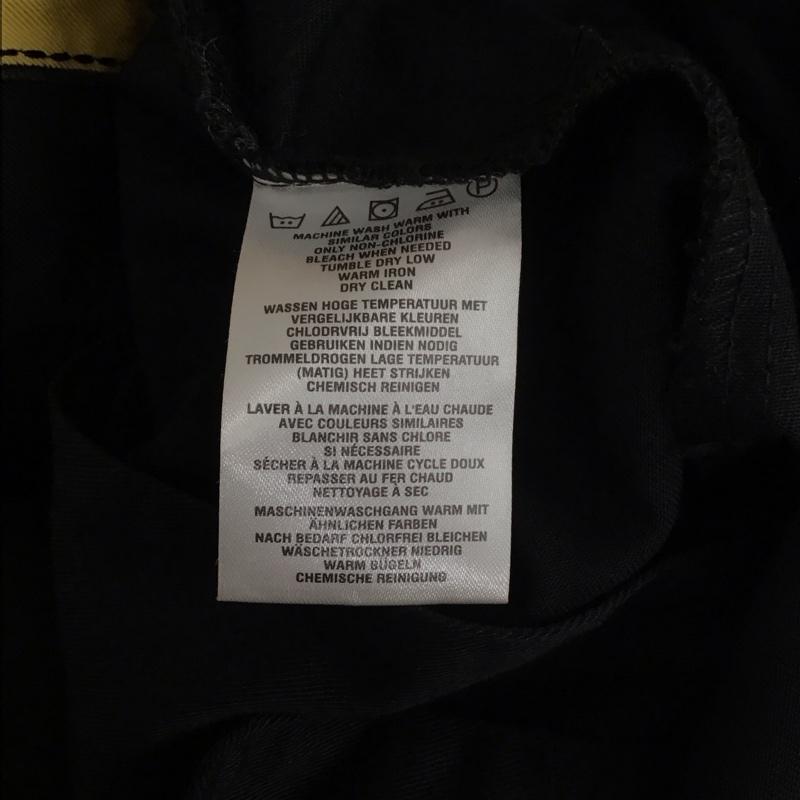 P
MACHINE WASH WARM WITH
SIMILAR COLORS
ONLY NON-CHLORINE
BLEACH WHEN NEEDED
TUMBLE DRY LOW
WARM IRON
DRY CLEAN
WASSEN HOGE TEMPERATUUR MET
VERGELIJKBARE KLEUREN
CHLODRVRIJ BLEEKMIDDEL
GEBRUIKEN INDIEN NODIG
TROMMELDROGEN LAGE TEMPERATUUR
(MATIG) HEET STRIJKEN
CHEMISCH REINIGEN
LAVER À LA MACHINE À L'EAU CHAUDE
AVEC COULEURS SIMILAIRES
BLANCHIR SANS CHLORE
SI NÉCESSAIRE
SÉCHER À LA MACHINE CYCLE DOUX
REPASSER AU FER CHAUD
NETTOYAGE À SEC
MASCHINENWASCHGANG WARM MIT
ÄHNLICHEN FARBEN
NACH BEDARF CHLORFREI BLEICHEN
WÄSCHETROCKNER NIEDRIG
WARM BÜGELN
CHEMISCHE REINIGUNG